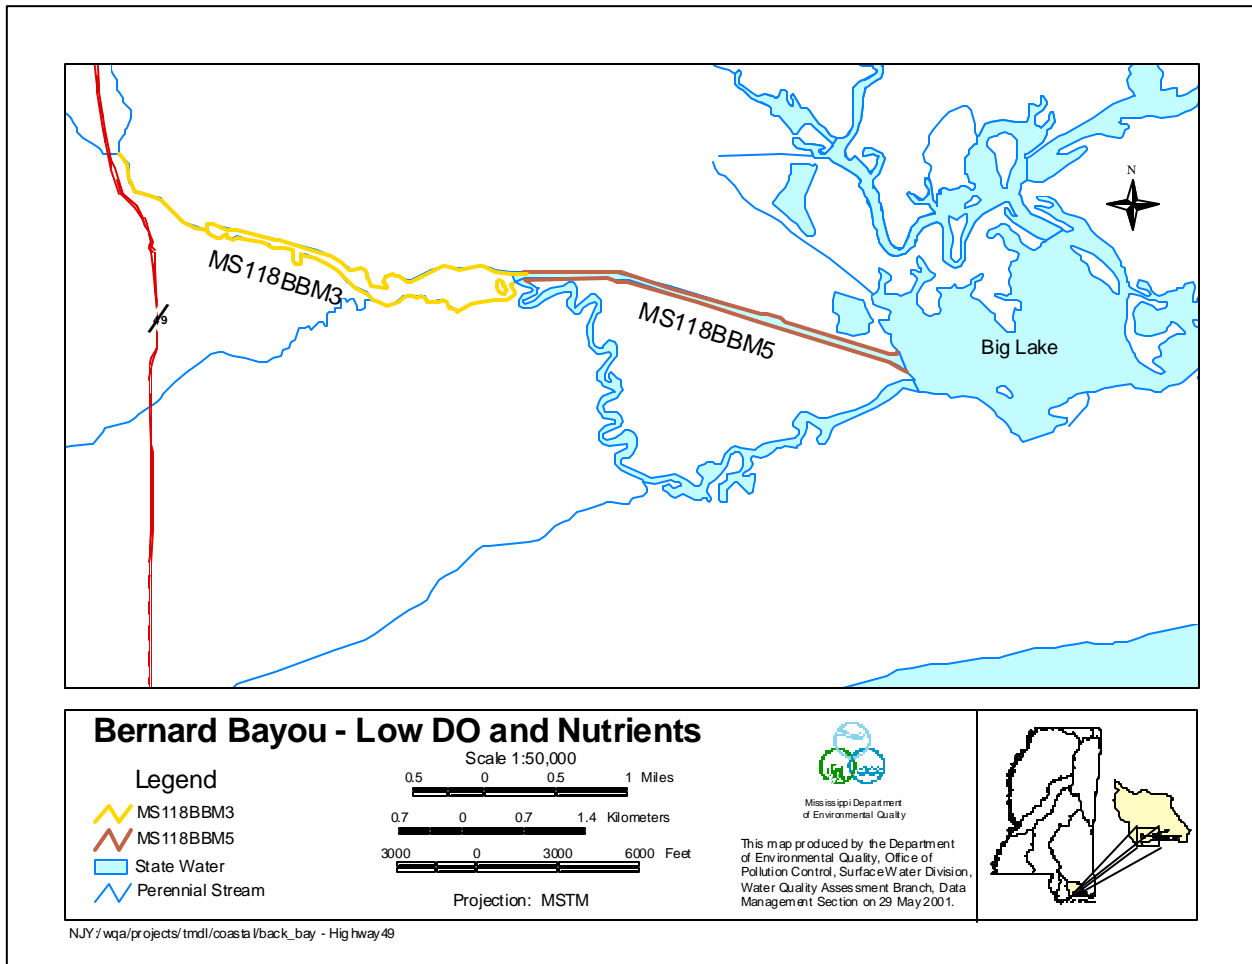 N
MS118BBM3
49
MS118BBM5
Big Lake
Bernard Bayou - Low DO and Nutrients
Scale 1:50,000
0.5 0 0.5 1 Miles
0.7 0 0.7 1.4 Kilometers
3000 0 3000 6000 Feet
Projection: MSTM
Legend
MS118BBM3
MS118BBM5
State Water
Perennial Stream
Mississippi Department
of Environmental Quality
This map produced by the Department
of Environmental Quality, Office of
Pollution Control, Surface Water Division,
Water Quality Assessment Branch, Data
Management Section on 29 May 2001.
NJY:/wqa/projects/tmdl/coastal/back_bay - Highway49